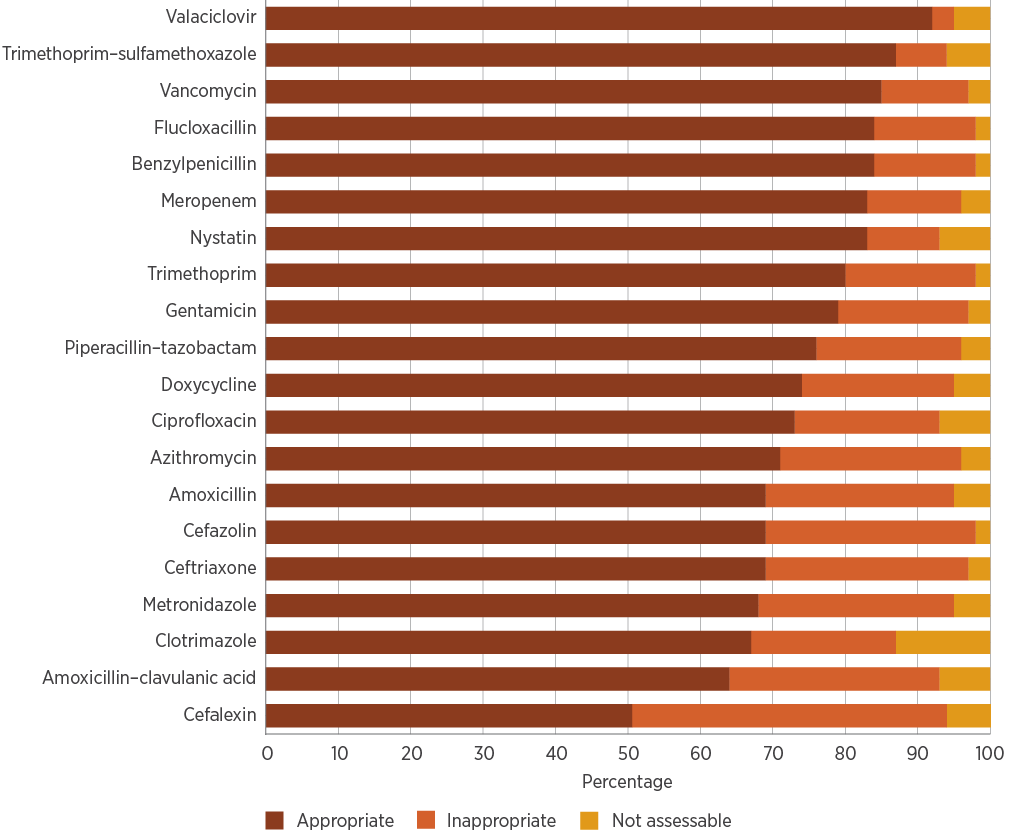 Valaciclovir
Trimethoprim–sulfamethoxazole
Vancomycin
Flucloxacillin
Benzylpenicillin
Meropenem
Nystatin
Trimethoprim
Gentamicin
Piperacillin–tazobactam
Doxycycline
Ciprofloxacin
Azithromycin
Amoxicillin
Cefazolin
Ceftriaxone
Metronidazole
Clotrimazole
Amoxicillin–clavulanic acid
Cefalexin
0 10 20 30 40 50 60 70 80 90 100
Percentage
Appropriate Inappropriate Not assessable